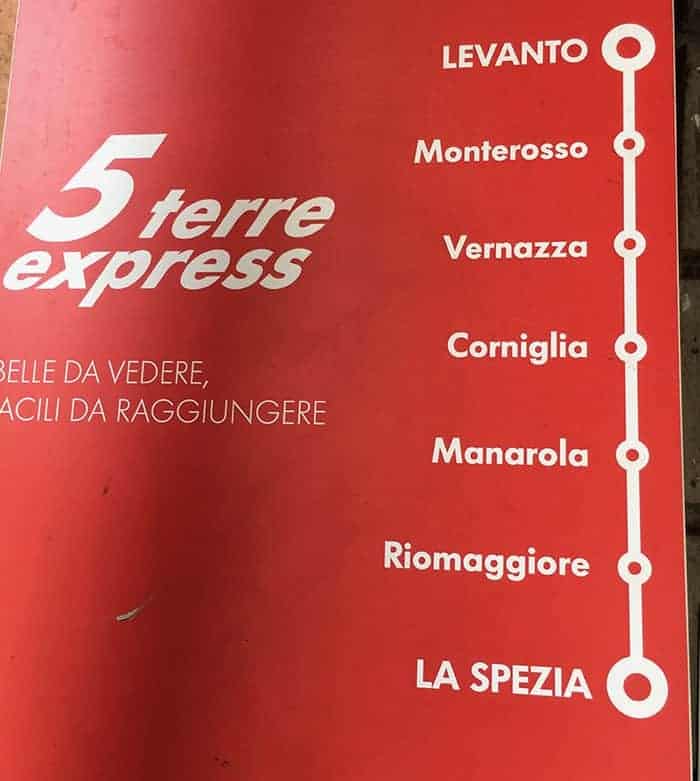 5 terre
express
BELLE DA VEDERE,
ACILI DA RAGGIUNGERE
LEVANTO
Monterosso
Vernazza
Corniglia
Manarola
Riomaggiore
LA SPEZIA